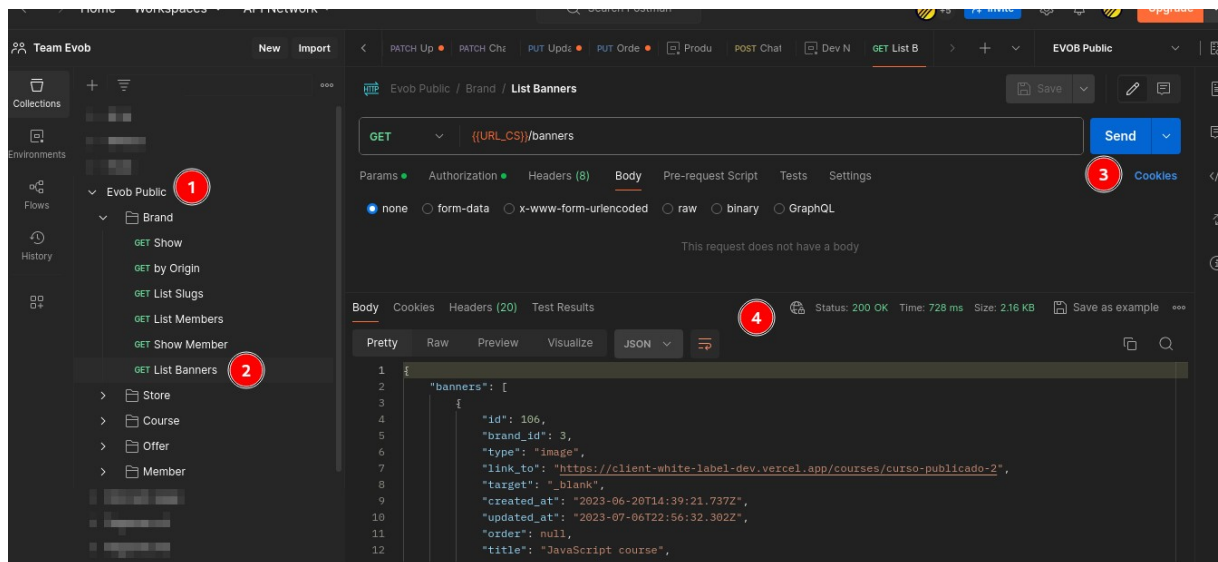 Home Workspaces API Network Search Postman +5 Invite Upgrade
Team Evob New Import PATCH Up PATCH Cha PUT Upda PUT Orde Produ POST Chat Dev N GET List B EVOB Public
Collections
Environments
Flows
History
Evob Public 1
Brand
GET Show
GET by Origin
GET List Slugs
GET List Members
GET Show Member
GET List Banners 2
Store
Course
Offer
Member
HTTP Evob Public / Brand / List Banners Save
GET {{URL_CS}}/banners Send
Params Authorization Headers (8) Body Pre-request Script Tests Settings 3 Cookies
none form-data x-www-form-urlencoded raw binary GraphQL
This request does not have a body
Body Cookies Headers (20) Test Results 4 Status: 200 OK Time: 728 ms Size: 2.16 KB Save as example
Pretty Raw Preview Visualize JSON
1 {
2 "banners": [
3 {
4 "id": 106,
5 "brand_id": 3,
6 "type": "image",
7 "link_to": "https://client-white-label-dev.vercel.app/courses/curso-publicado-2",
8 "target": "_blank",
9 "created_at": "2023-06-20T14:39:21.737Z",
10 "updated_at": "2023-07-06T22:56:32.302Z",
11 "order": null,
12 "title": "JavaScript course",